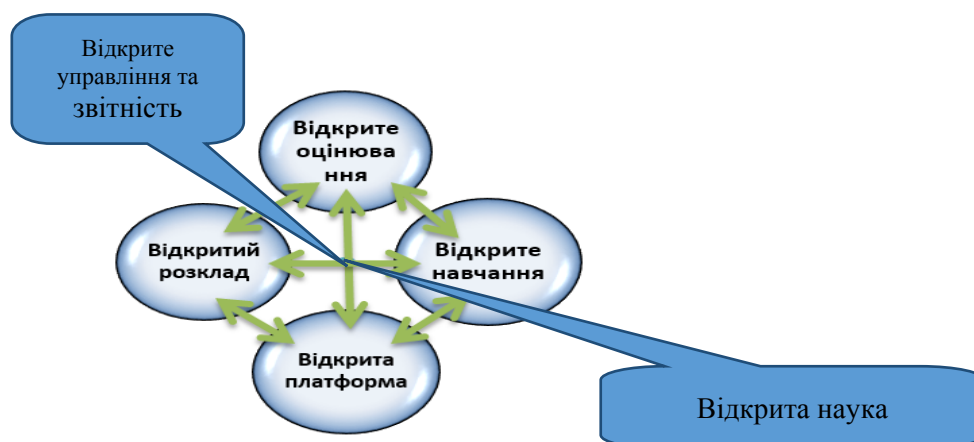 Відкрите
управління та
звітність
Відкрите
оцінюва
ння
Відкритий
розклад
Відкрите
навчання
Відкрита
платформа
Відкрита наука